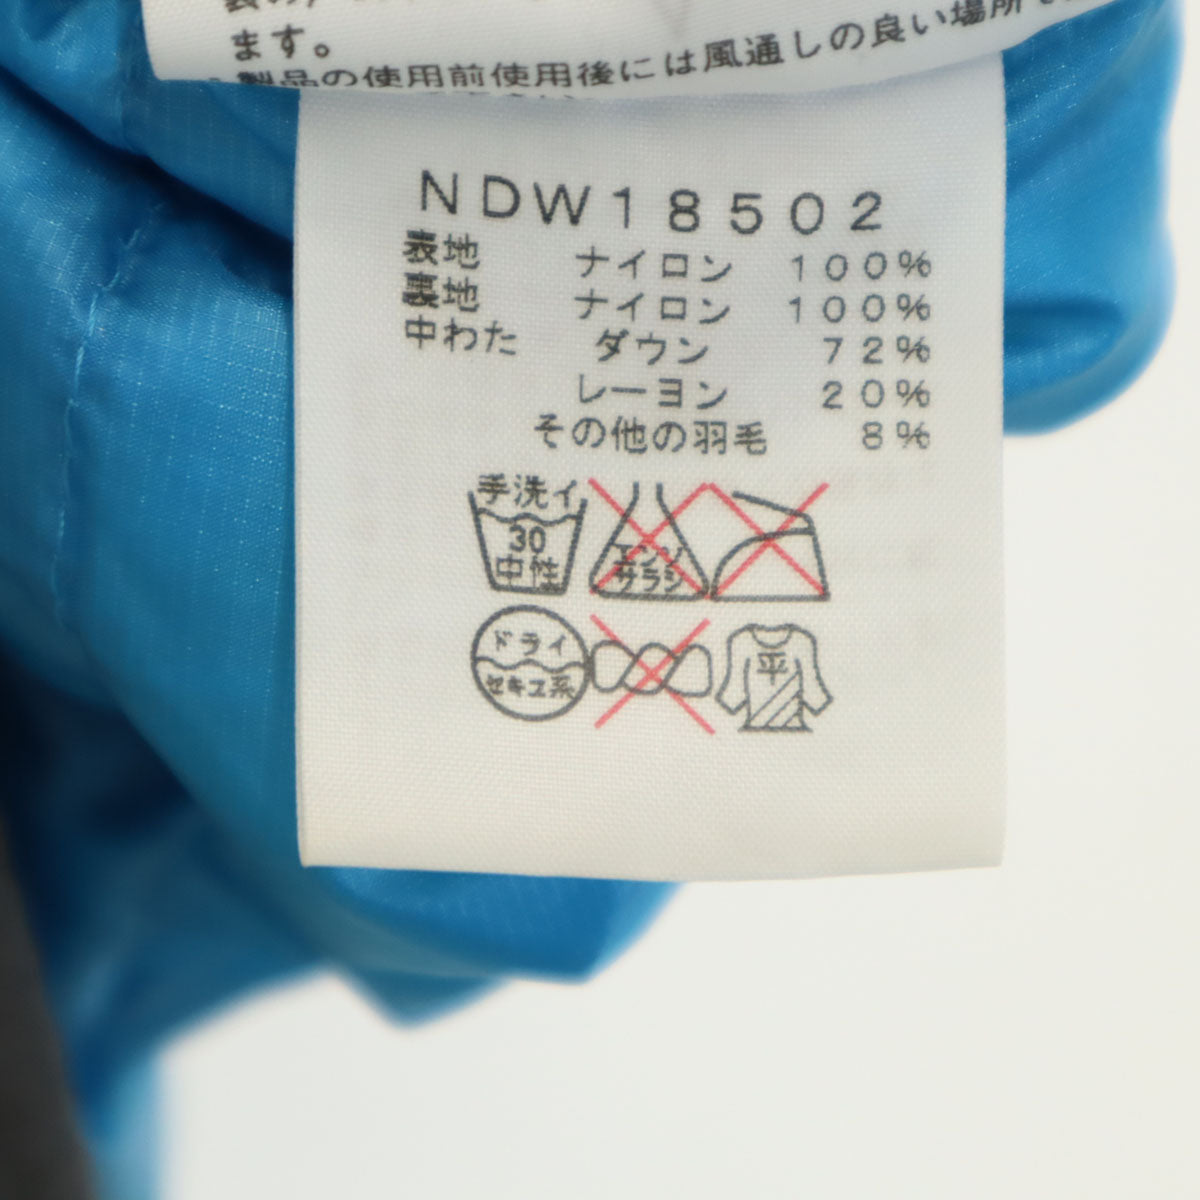 ます。
製品の使用前使用後には風通しの良い場所
NDW18502
表地 ナイロン 100%
裏地 ナイロン 100%
中わた ダウン 72%
レーヨン 20%
その他の羽毛 8%
手洗イ
30
中性
エンソ
サラシ
ドライ
セキユ系
平